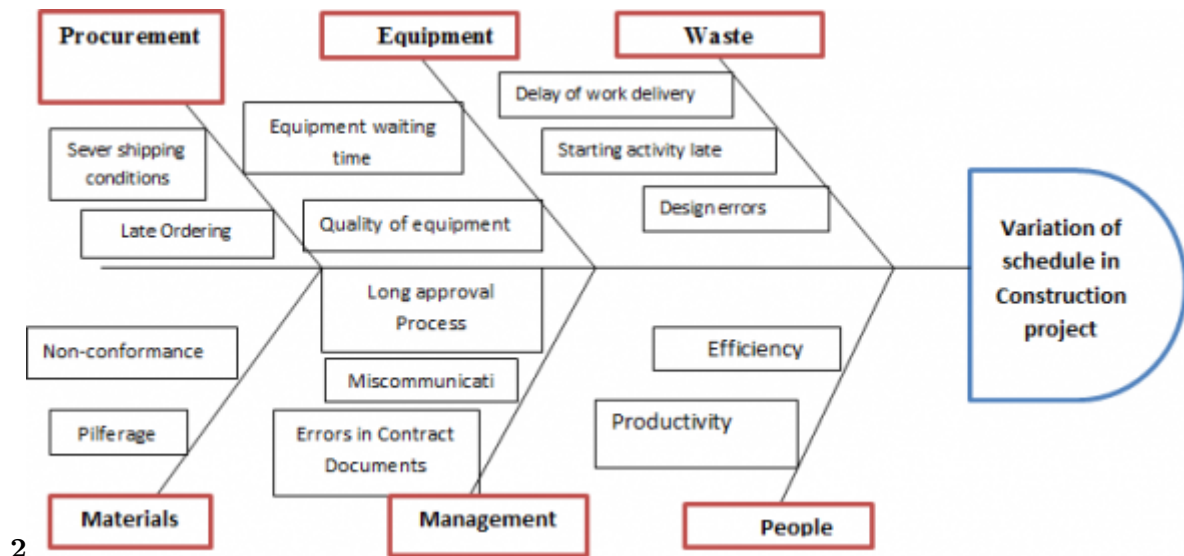 Procurement
Equipment
Waste
Delay of work delivery
Equipment waiting
time
Sever shipping
conditions
Starting activity late
Design errors
Late Ordering
Quality of equipment
Variation of
schedule in
Construction
project
Long approval
Process
Non-conformance
Efficiency
Miscommunicati
Productivity
Pilferage
Errors in Contract
Documents
Materials
Management
People
2